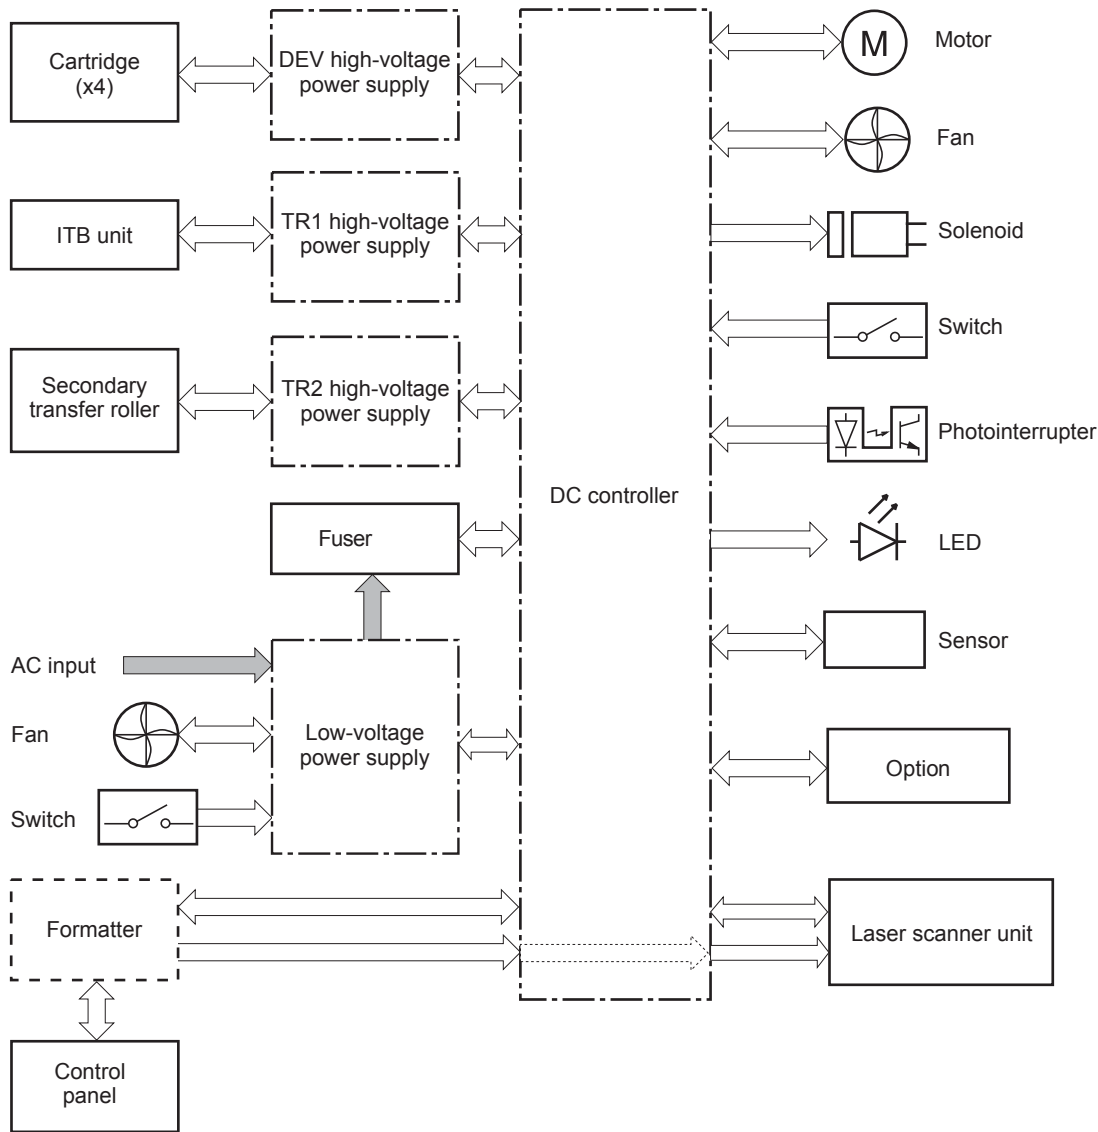 Cartridge
(x4)
DEV high-voltage
power supply
M
Motor
Fan
ITB unit
TR1 high-voltage
power supply
Solenoid
Switch
Secondary
transfer roller
TR2 high-voltage
power supply
Photointerrupter
DC controller
Fuser
LED
AC input
Sensor
Fan
Low-voltage
power supply
Option
Switch
Formatter
Laser scanner unit
Control
panel